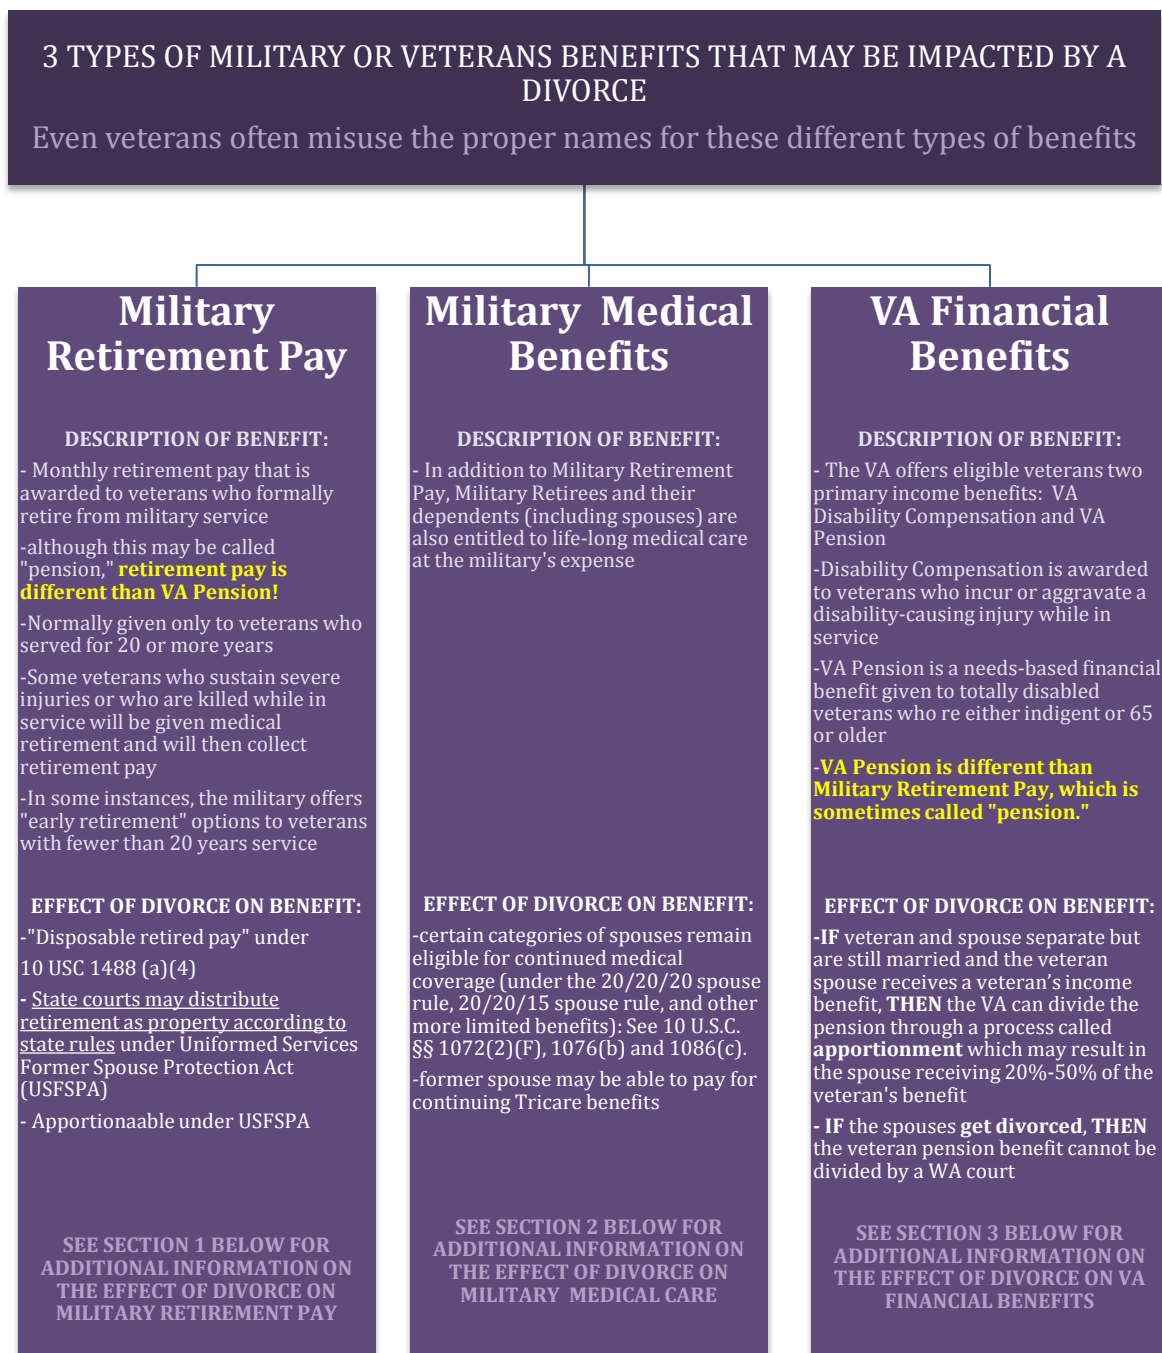 3 TYPES OF MILITARY OR VETERANS BENEFITS THAT MAY BE IMPACTED BY A
DIVORCE
Even veterans often misuse the proper names for these different types of benefits
Military
Retirement Pay
DESCRIPTION OF BENEFIT:
- Monthly retirement pay that is
awarded to veterans who formally
retire from military service
-although this may be called
"pension," retirement pay is
different than VA Pension!
-Normally given only to veterans who
served for 20 or more years
-Some veterans who sustain severe
injuries or who are killed while in
service will be given medical
retirement and will then collect
retirement pay
-In some instances, the military offers
"early retirement" options to veterans
with fewer than 20 years service
EFFECT OF DIVORCE ON BENEFIT:
-"Disposable retired pay" under
10 USC 1488 (a)(4)
- State courts may distribute
retirement as property according to
state rules under Uniformed Services
Former Spouse Protection Act
(USFSPA)
- Apportionaable under USFSPA
SEE SECTION 1 BELOW FOR
ADDITIONAL INFORMATION ON
THE EFFECT OF DIVORCE ON
MILITARY RETIREMENT PAY
Military  Medical
Benefits
DESCRIPTION OF BENEFIT:
- In addition to Military Retirement
Pay, Military Retirees and their
dependents (including spouses) are
also entitled to life-long medical care
at the military's expense
EFFECT OF DIVORCE ON BENEFIT:
-certain categories of spouses remain
eligible for continued medical
coverage (under the 20/20/20 spouse
rule, 20/20/15 spouse rule, and other
more limited benefits): See 10 U.S.C.
§§ 1072(2)(F), 1076(b) and 1086(c).
-former spouse may be able to pay for
continuing Tricare benefits
SEE SECTION 2 BELOW FOR
ADDITIONAL INFORMATION ON
THE EFFECT OF DIVORCE ON
MILITARY  MEDICAL CARE
VA Financial
Benefits
DESCRIPTION OF BENEFIT:
- The VA offers eligible veterans two
primary income benefits:  VA
Disability Compensation and VA
Pension
-Disability Compensation is awarded
to veterans who incur or aggravate a
disability-causing injury while in
service
-VA Pension is a needs-based financial
benefit given to totally disabled
veterans who re either indigent or 65
or older
-VA Pension is different than
Military Retirement Pay, which is
sometimes called "pension."
EFFECT OF DIVORCE ON BENEFIT:
-IF veteran and spouse separate but
are still married and the veteran
spouse receives a veteran's income
benefit, THEN the VA can divide the
pension through a process called
apportionment which may result in
the spouse receiving 20%-50% of the
veteran's benefit
- IF the spouses get divorced, THEN
the veteran pension benefit cannot be
divided by a WA court
SEE SECTION 3 BELOW FOR
ADDITIONAL INFORMATION ON
THE EFFECT OF DIVORCE ON VA
FINANCIAL BENEFITS